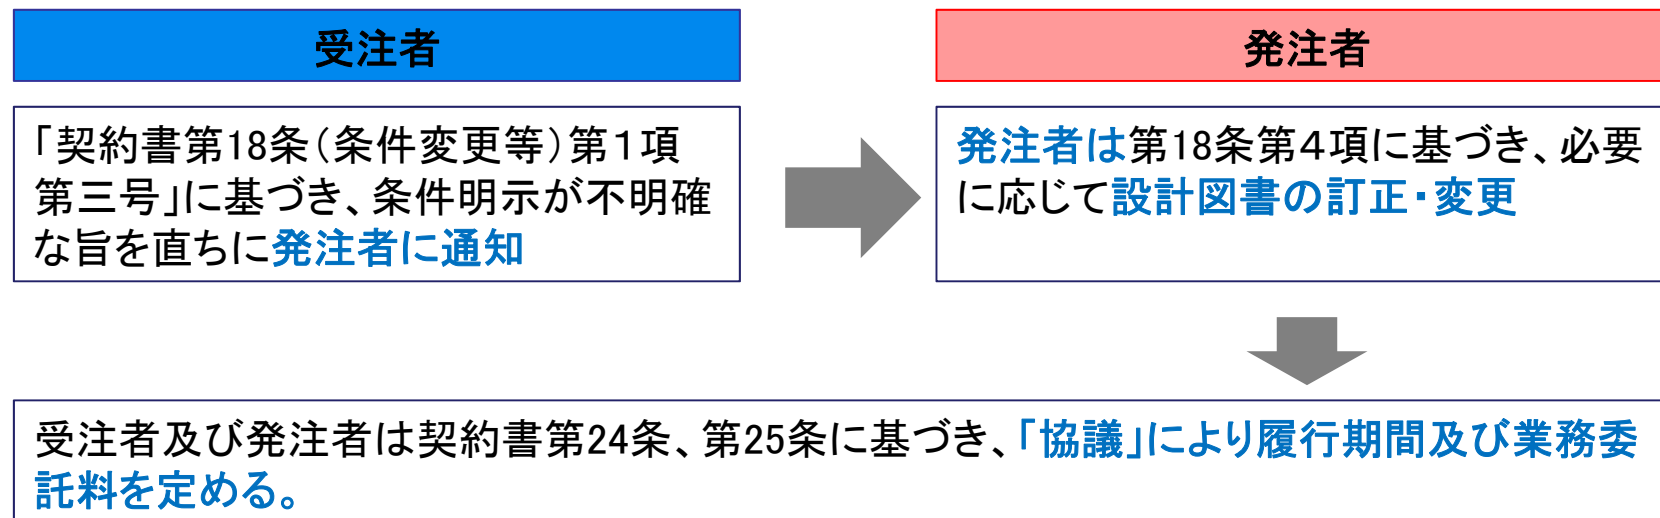 受注者
発注者
「契約書第18条（条件変更等）第１項
第三号」に基づき、条件明示が不明確
な旨を直ちに発注者に通知
発注者は第18条第４項に基づき、必要
に応じて設計図書の訂正・変更
受注者及び発注者は契約書第24条、第25条に基づき、「協議」により履行期間及び業務委
託料を定める。